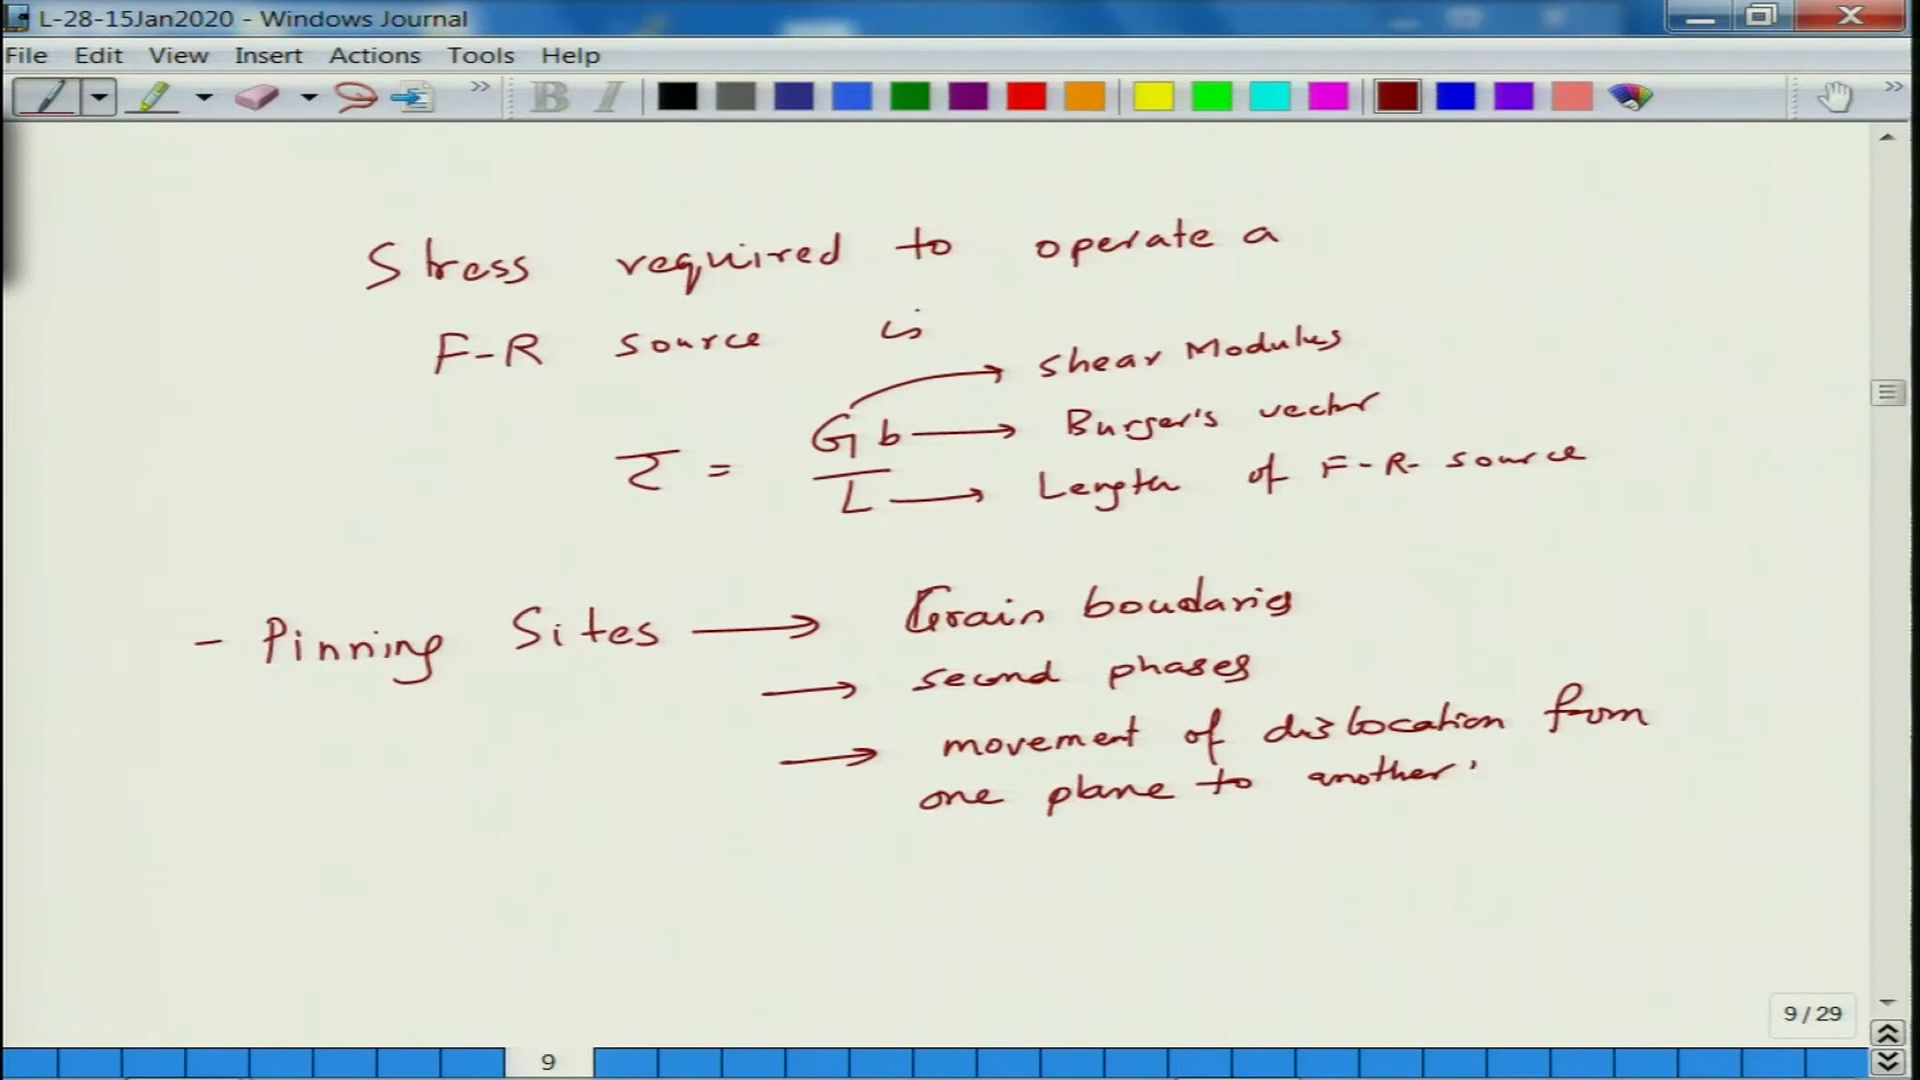 L-28-15Jan2020 - Windows Journal
File Edit View Insert Actions Tools Help
B I
Stress required to operate a
F-R source is
τ = Gb/L
→ Shear Modulus
→ Burger's vector
→ Length of F-R- source
- Pinning Sites → Grain boudaries
→ second phases
→ movement of dislocation from
one plane to another.
9 / 29
9